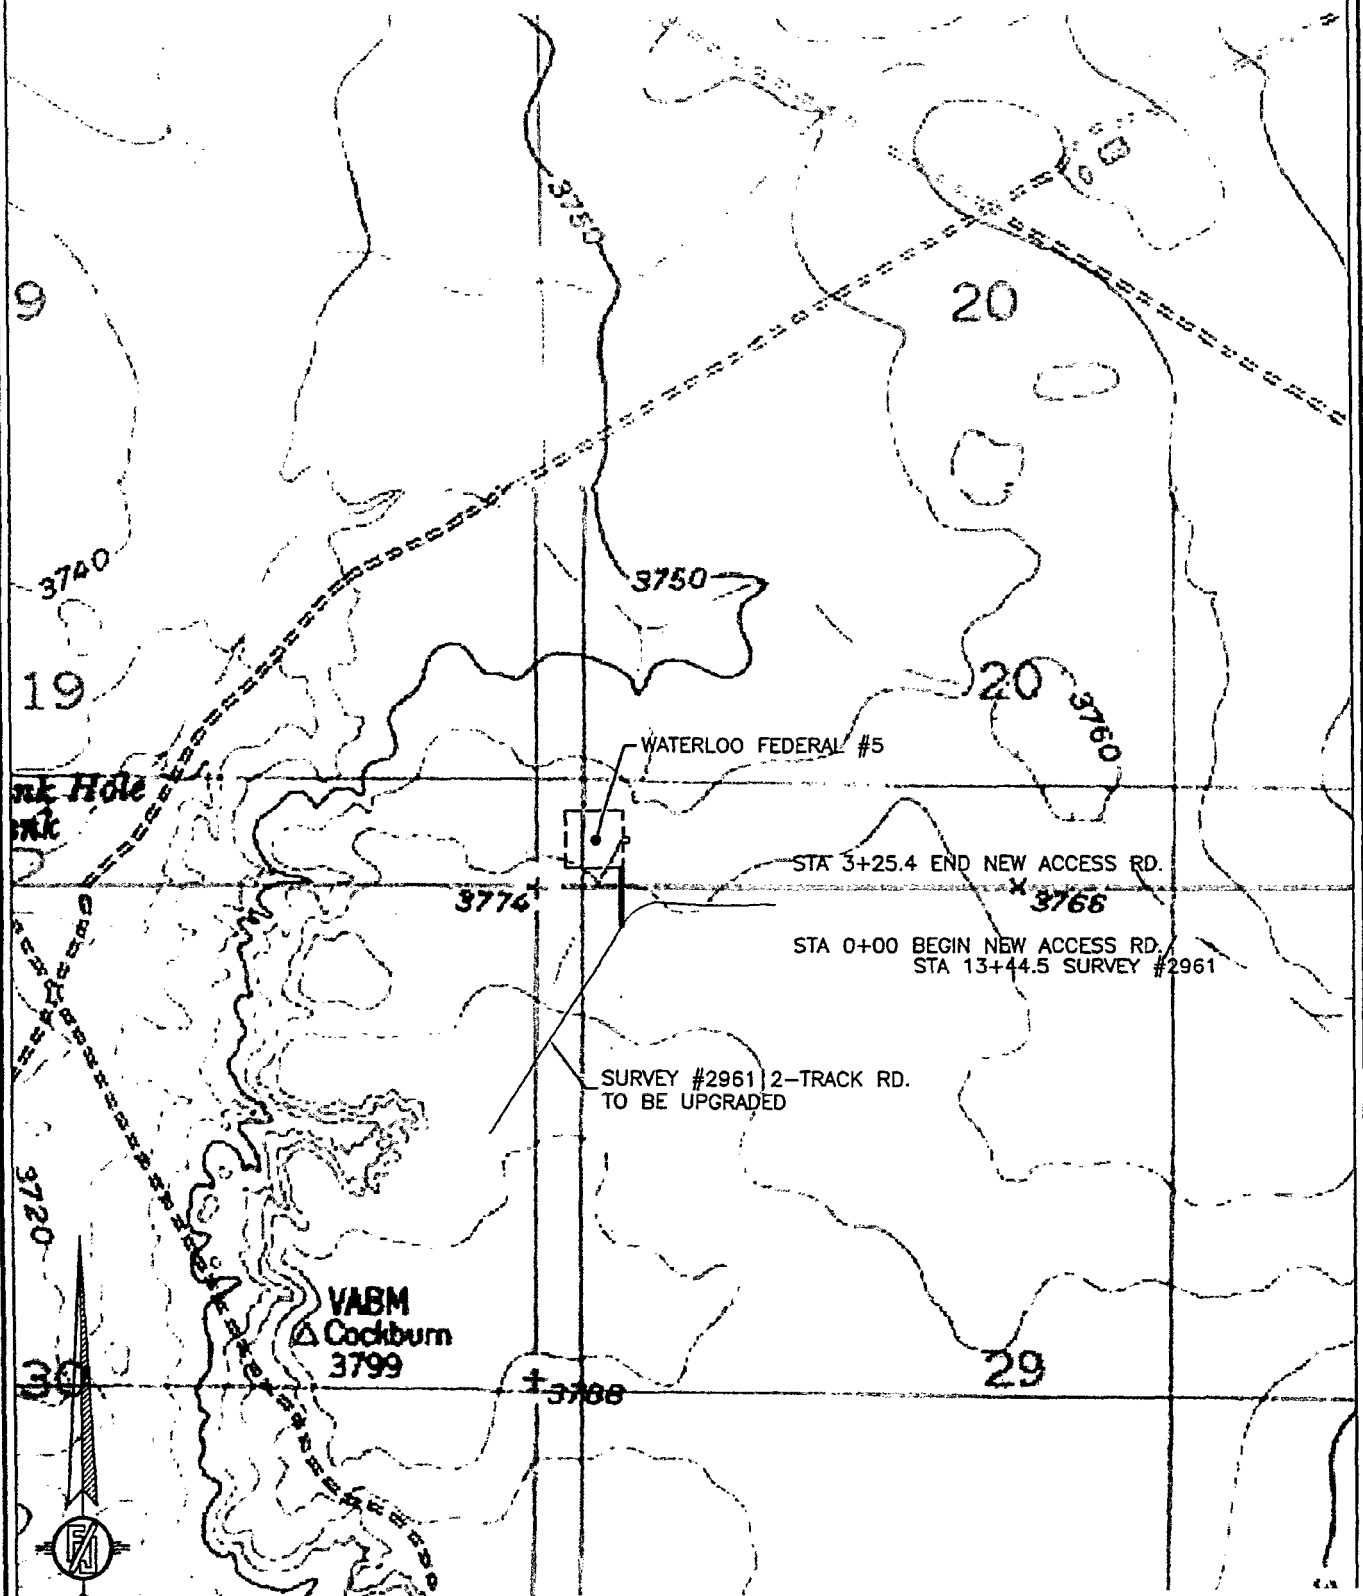 3750
9
20
3740
3750
19
20
3760
WATERLOO FEDERAL #5
Hole
STA 3+25.4 END NEW ACCESS RD.
3774
3766
STA 0+00 BEGIN NEW ACCESS RD.
STA 13+44.5 SURVEY #2961
SURVEY #2961 2-TRACK RD.
TO BE UPGRADED
3720
VABM
Cockburn
3799
30
3788
29